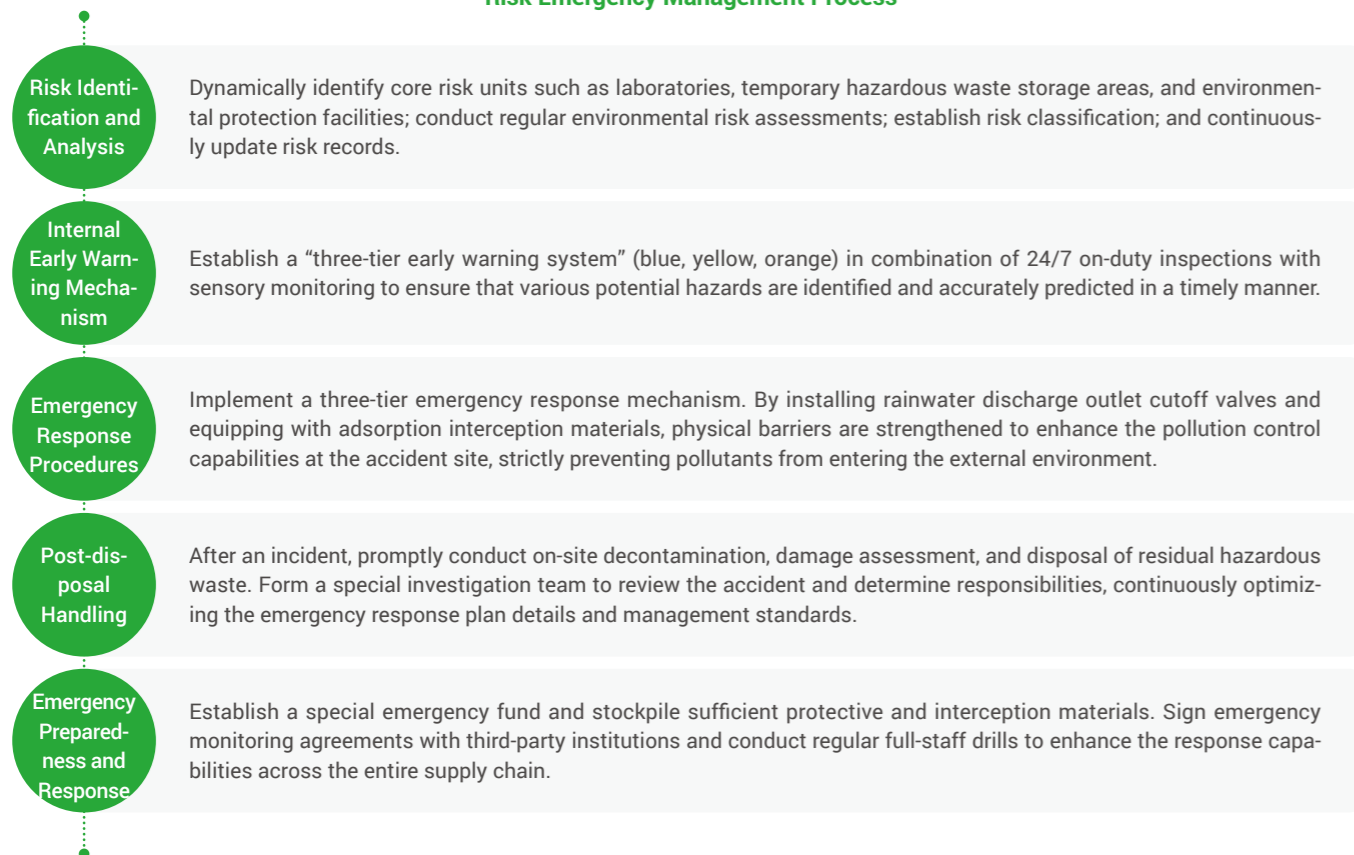 Risk Emergency Management Process
Risk Identi-
fication and
Analysis
Dynamically identify core risk units such as laboratories, temporary hazardous waste storage areas, and environmen-
tal protection facilities; conduct regular environmental risk assessments; establish risk classification; and continuous-
ly update risk records.
Internal
Early Warn-
ing Mecha-
nism
Establish a “three-tier early warning system” (blue, yellow, orange) in combination of 24/7 on-duty inspections with
sensory monitoring to ensure that various potential hazards are identified and accurately predicted in a timely manner.
Emergency
Response
Procedures
Implement a three-tier emergency response mechanism. By installing rainwater discharge outlet cutoff valves and
equipping with adsorption interception materials, physical barriers are strengthened to enhance the pollution control
capabilities at the accident site, strictly preventing pollutants from entering the external environment.
Post-dis-
posal
Handling
After an incident, promptly conduct on-site decontamination, damage assessment, and disposal of residual hazardous
waste. Form a special investigation team to review the accident and determine responsibilities, continuously optimiz-
ing the emergency response plan details and management standards.
Emergency
Prepared-
ness and
Response
Establish a special emergency fund and stockpile sufficient protective and interception materials. Sign emergency
monitoring agreements with third-party institutions and conduct regular full-staff drills to enhance the response capa-
bilities across the entire supply chain.